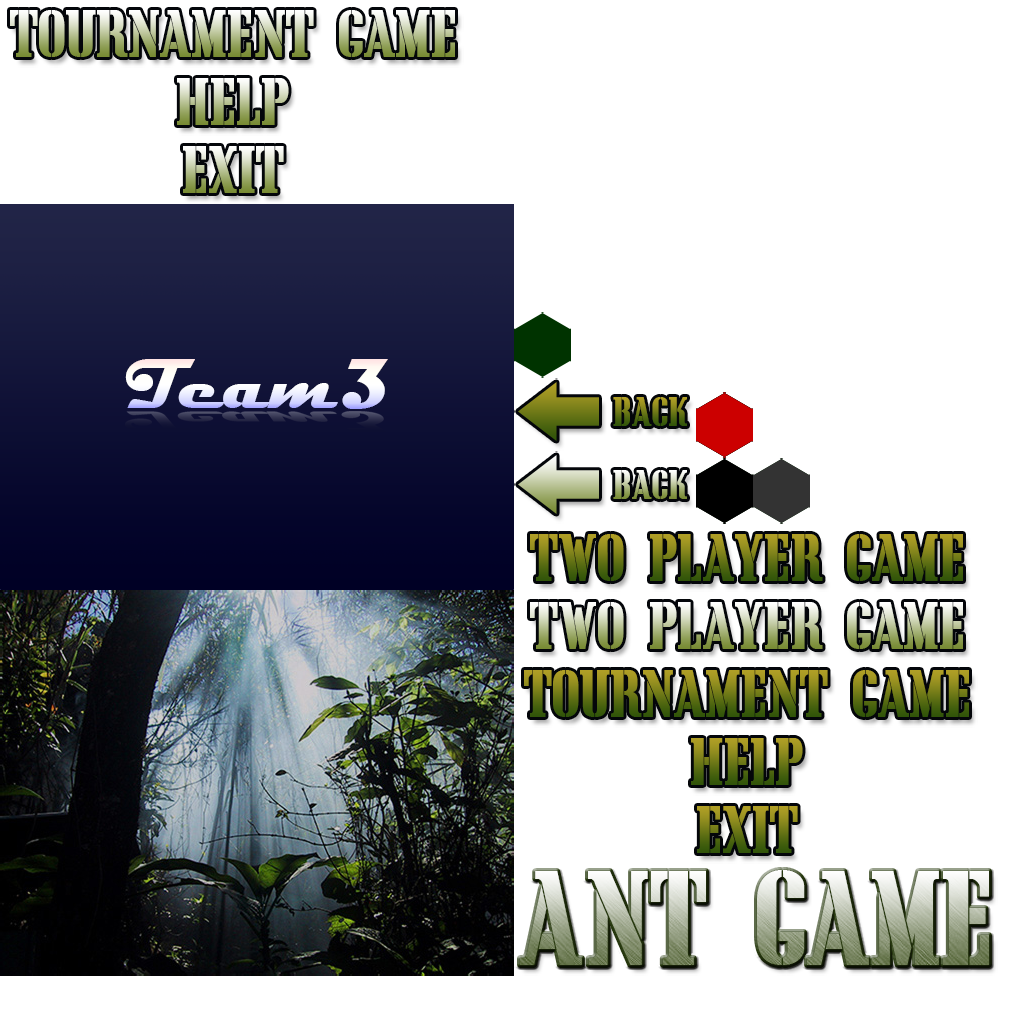 TOURNAMENT GAME
HELP
EXIT
Team3
BACK
BACK
TWO PLAYER GAME
TWO PLAYER GAME
TOURNAMENT GAME
HELP
EXIT
ANT GAME